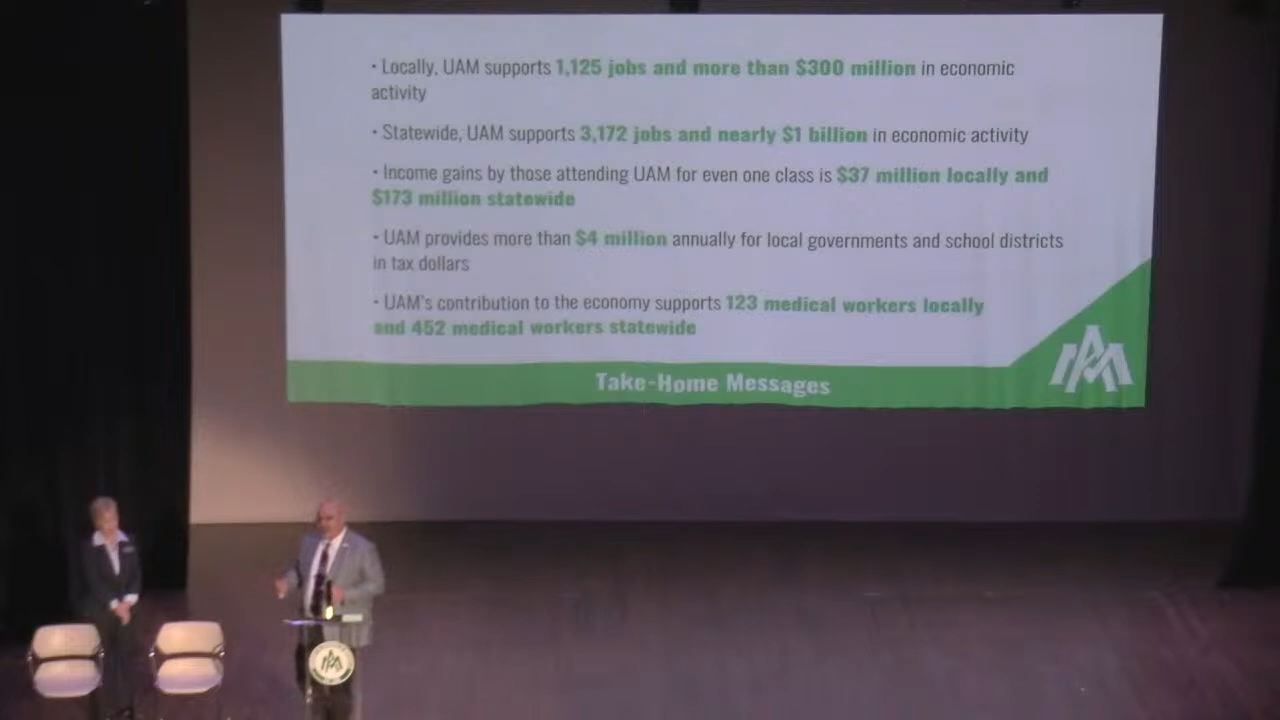 • Locally, UAM supports 1,125 jobs and more than $300 million in economic
activity
• Statewide, UAM supports 3,172 jobs and nearly $1 billion in economic activity
• Income gains by those attending UAM for even one class is $37 million locally and
$173 million statewide
• UAM provides more than $4 million annually for local governments and school districts
in tax dollars
• UAM's contribution to the economy supports 123 medical workers locally
and 452 medical workers statewide
Take-Home Messages